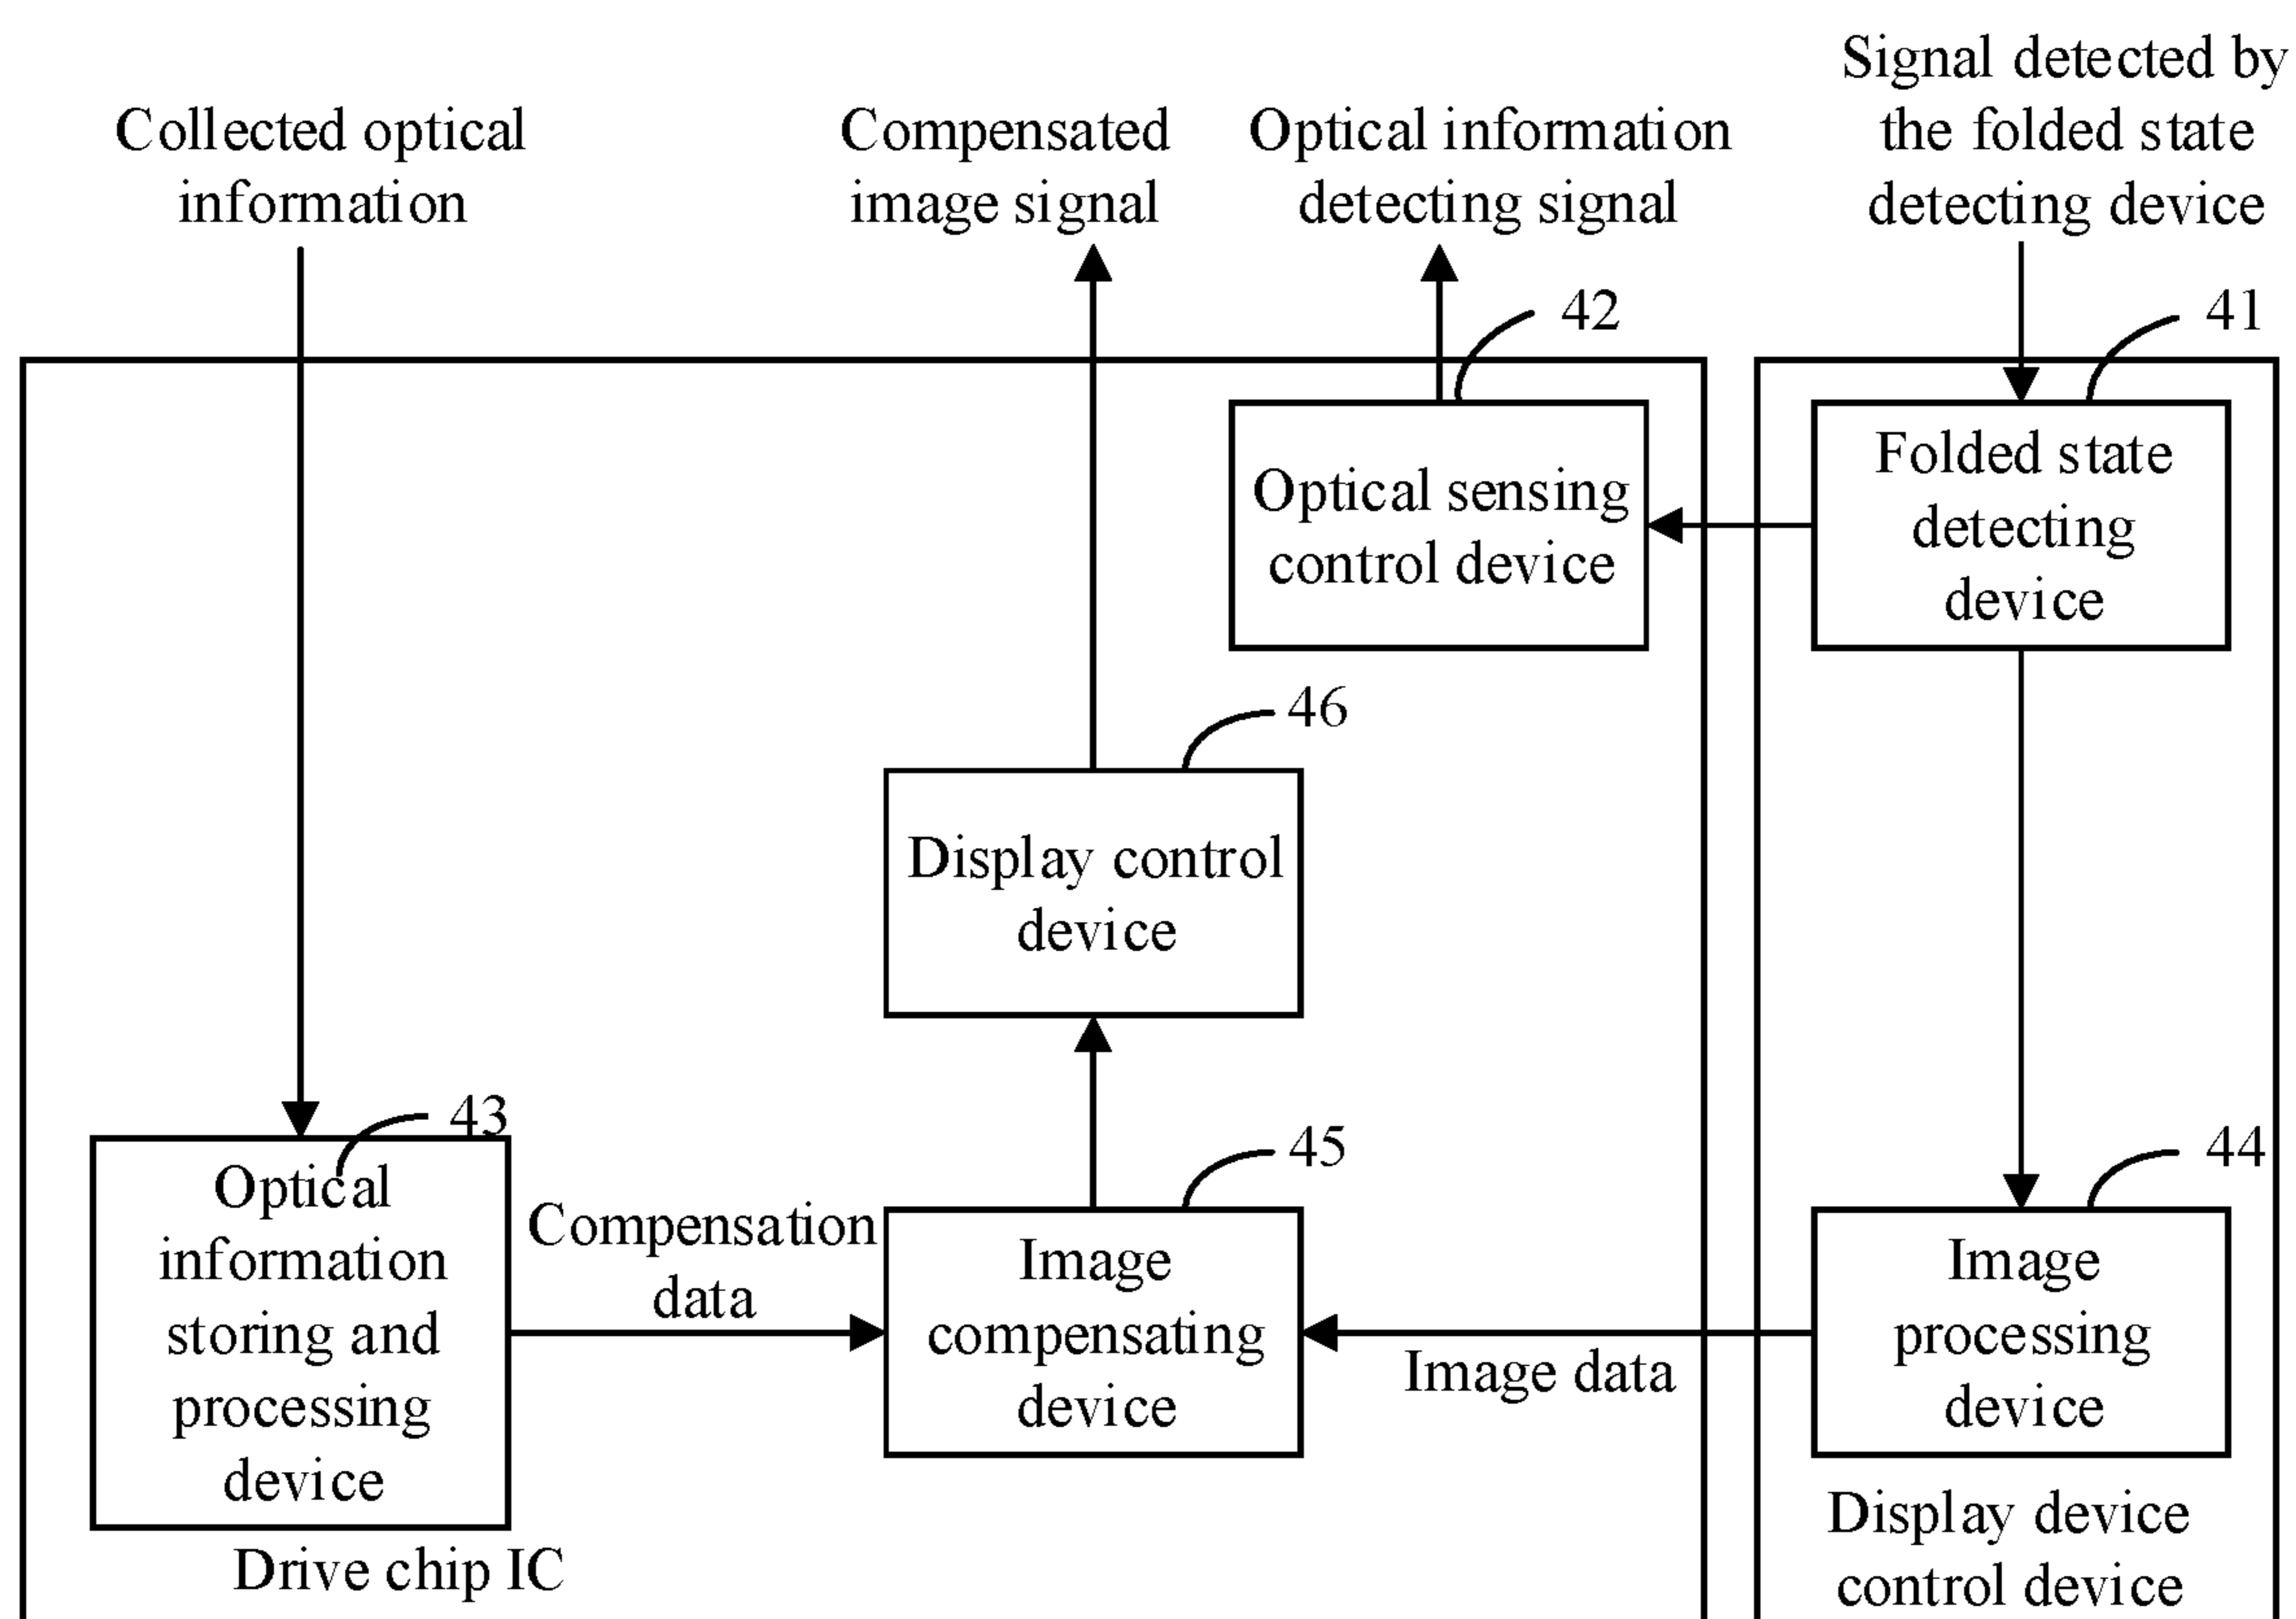 Collected optical
information
Compensated
image signal
Optical information
detecting signal
Signal detected by
the folded state
detecting device
42
41
Optical sensing
control device
Folded state
detecting
device
46
Display control
device
43
Optical
information
storing and
processing
device
Compensation
data
45
Image
compensating
device
Image data
44
Image
processing
device
Drive chip IC
Display device
control device